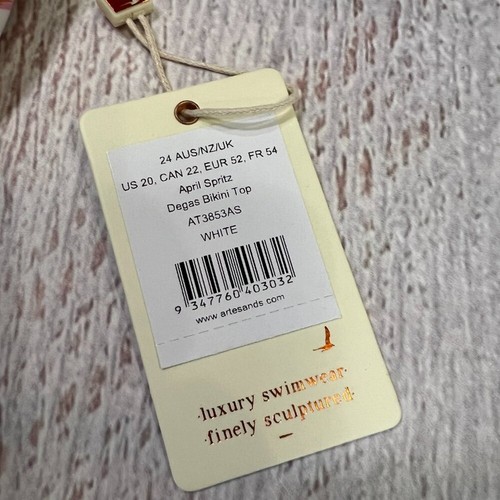 24 AUS/NZ/UK
US 20, CAN 22, EUR 52, FR 54
April Spritz
Degas Bikini Top
AT3853AS
WHITE
9 347760 403032
www.artesands.com
·luxury swimwear·
·finely sculptured·